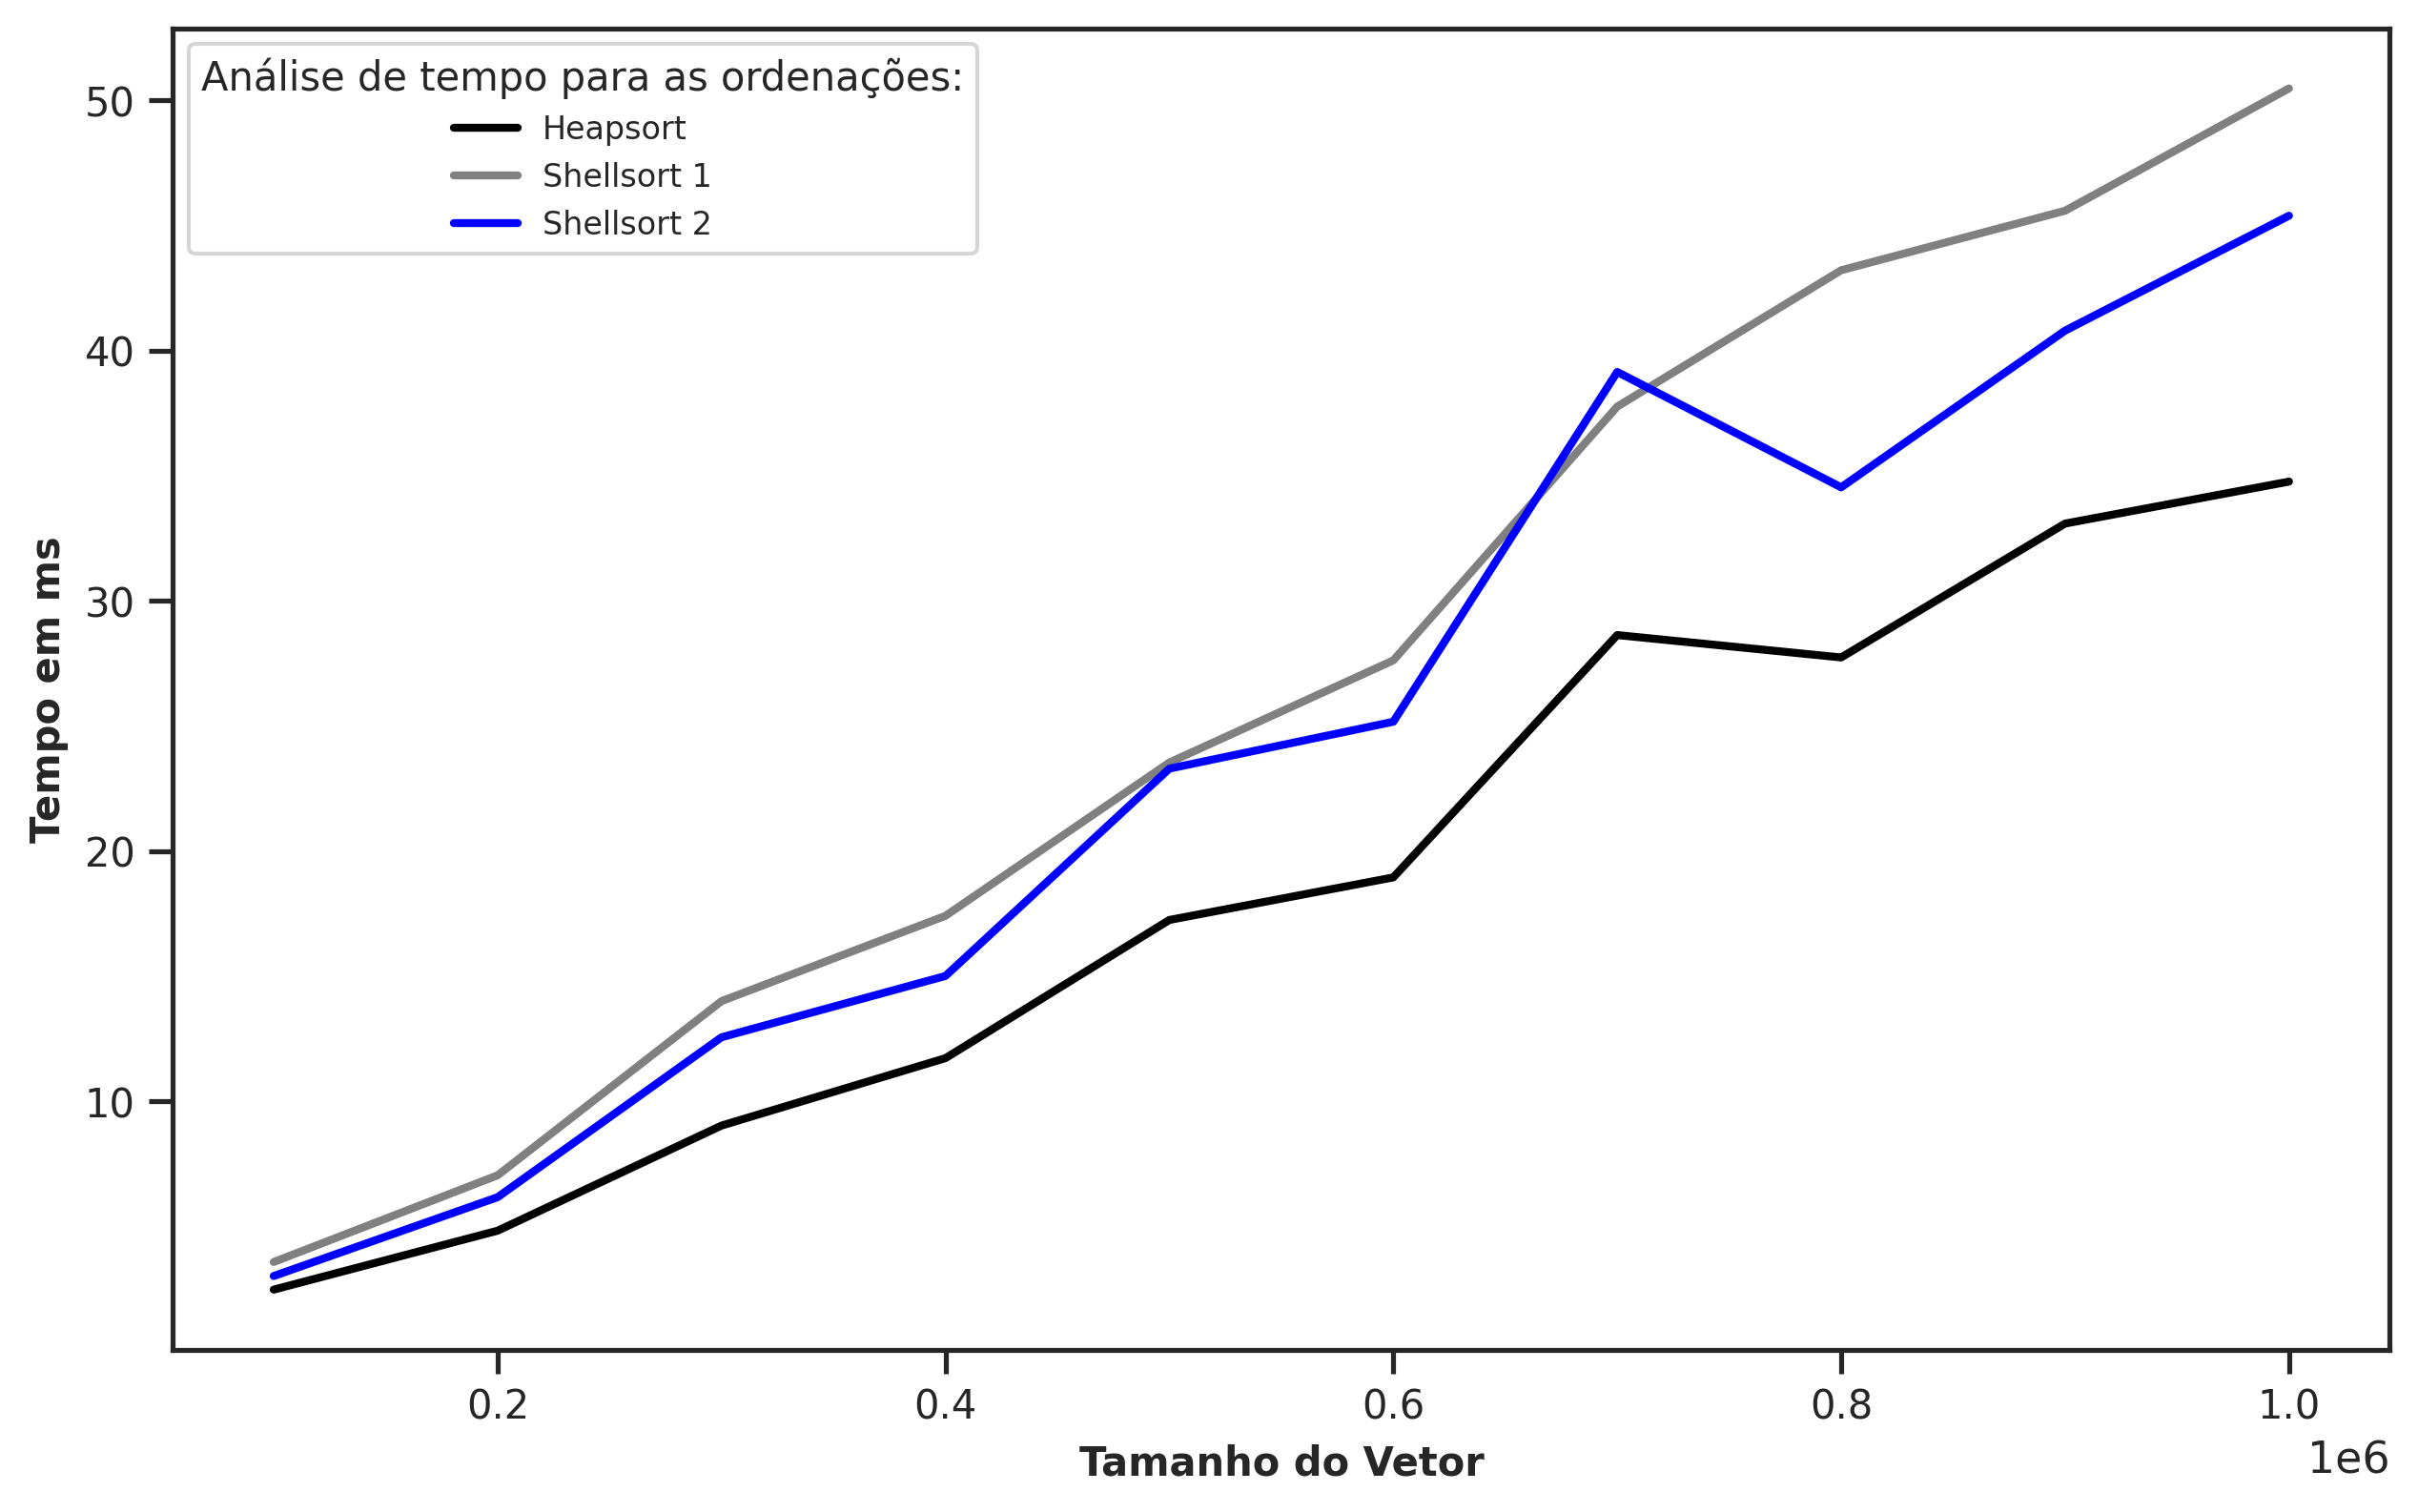 Análise de tempo para as ordenações:
Heapsort
Shellsort 1
Shellsort 2
50
40
30
20
10
Tempo em ms
0.2
0.4
0.6
0.8
1.0
1e6
Tamanho do Vetor